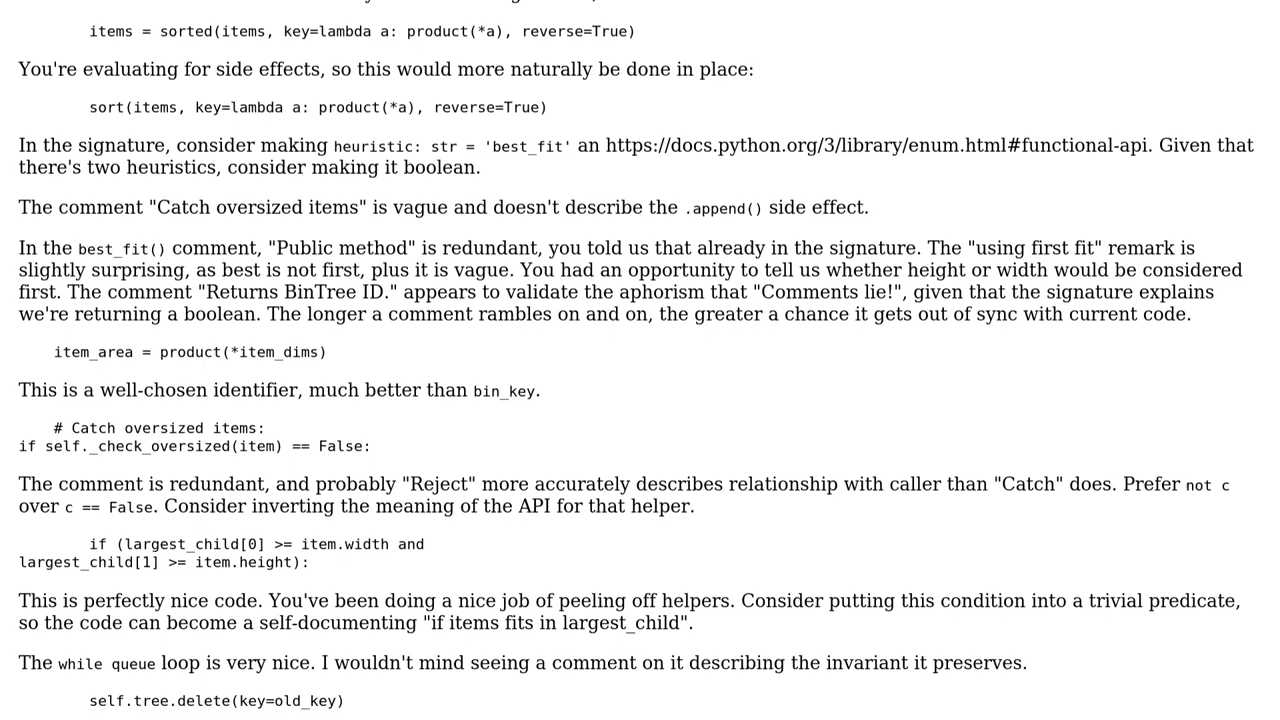 items = sorted(items, key=lambda a: product(*a), reverse=True)
You're evaluating for side effects, so this would more naturally be done in place:
sort(items, key=lambda a: product(*a), reverse=True)
In the signature, consider making heuristic: str = 'best_fit' an https://docs.python.org/3/library/enum.html#functional-api. Given that
there's two heuristics, consider making it boolean.
The comment "Catch oversized items" is vague and doesn't describe the .append() side effect.
In the best_fit() comment, "Public method" is redundant, you told us that already in the signature. The "using first fit" remark is
slightly surprising, as best is not first, plus it is vague. You had an opportunity to tell us whether height or width would be considered
first. The comment "Returns BinTree ID." appears to validate the aphorism that "Comments lie!", given that the signature explains
we're returning a boolean. The longer a comment rambles on and on, the greater a chance it gets out of sync with current code.
item_area = product(*item_dims)
This is a well-chosen identifier, much better than bin_key.
# Catch oversized items:
if self._check_oversized(item) == False:
The comment is redundant, and probably "Reject" more accurately describes relationship with caller than "Catch" does. Prefer not c
over c == False. Consider inverting the meaning of the API for that helper.
if (largest_child[0] >= item.width and
largest_child[1] >= item.height):
This is perfectly nice code. You've been doing a nice job of peeling off helpers. Consider putting this condition into a trivial predicate,
so the code can become a self-documenting "if items fits in largest_child".
The while queue loop is very nice. I wouldn't mind seeing a comment on it describing the invariant it preserves.
self.tree.delete(key=old_key)